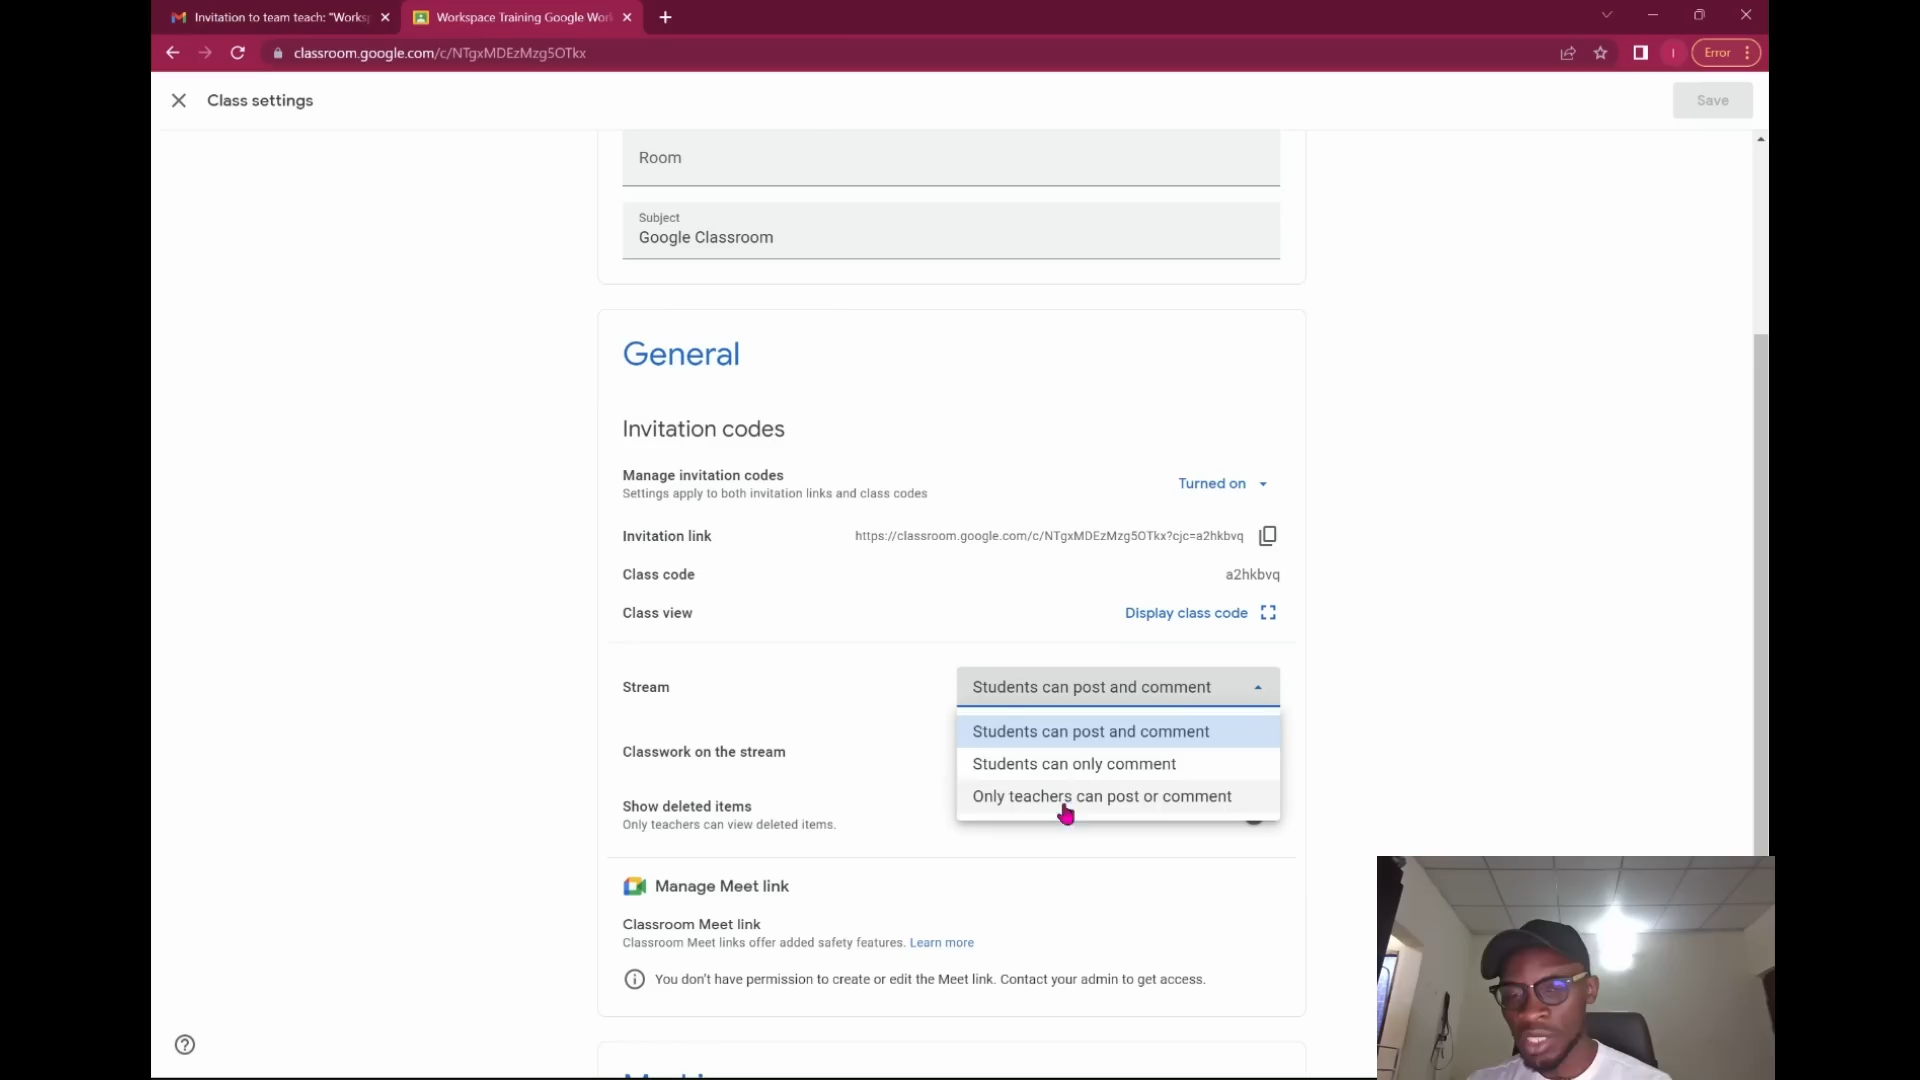 Invitation to team teach: "Works
Workspace Training Google Wor
classroom.google.com/c/NTgxMDEzMzg5OTkx
I
Error
Class settings
Save
Room
Subject
Google Classroom
General
Invitation codes
Manage invitation codes
Settings apply to both invitation links and class codes
Turned on
Invitation link
https://classroom.google.com/c/NTgxMDEzMzg5OTkx?cjc=a2hkbvq
Class code
a2hkbvq
Class view
Display class code
Stream
Students can post and comment
Students can post and comment
Students can only comment
Only teachers can post or comment
Classwork on the stream
Show deleted items
Only teachers can view deleted items.
Manage Meet link
Classroom Meet link
Classroom Meet links offer added safety features. Learn more
You don't have permission to create or edit the Meet link. Contact your admin to get access.